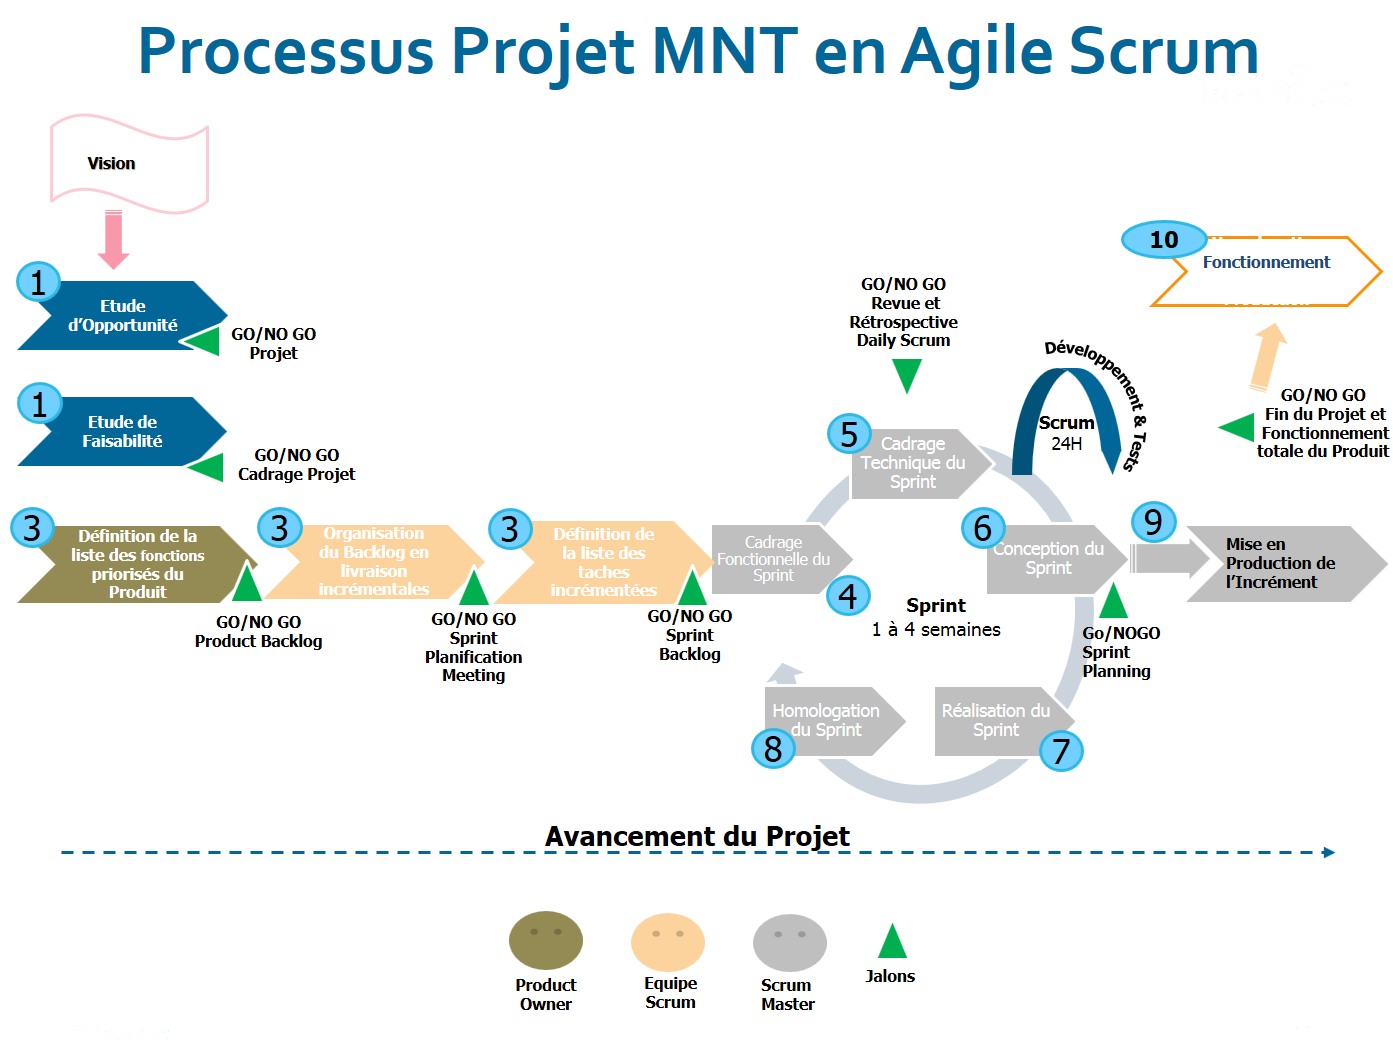 Processus Projet MNT en Agile Scrum
Vision
1
Etude
d'Opportunité
GO/NO GO
Projet
1
Etude de
Faisabilité
GO/NO GO
Cadrage Projet
3
Définition de la
liste des fonctions
priorisés du
Produit
GO/NO GO
Product Backlog
3
Organisation
du Backlog en
livraison
incrémentales
GO/NO GO
Sprint
Planification
Meeting
3
Définition de
la liste des
taches
incrémentées
GO/NO GO
Sprint
Backlog
Cadrage
Fonctionnelle du
Sprint
4
GO/NO GO
Revue et
Rétrospective
Daily Scrum
5
Cadrage
Technique du
Sprint
Développement & Tests
Scrum
24H
6
Conception du
Sprint
Sprint
1 à 4 semaines
Go/NOGO
Sprint
Planning
Réalisation du
Sprint
7
Homologation
du Sprint
8
9
Mise en
Production de
l'Incrément
10
Fonctionnement
GO/NO GO
Fin du Projet et
Fonctionnement
totale du Produit
Avancement du Projet
Product
Owner
Equipe
Scrum
Scrum
Master
Jalons